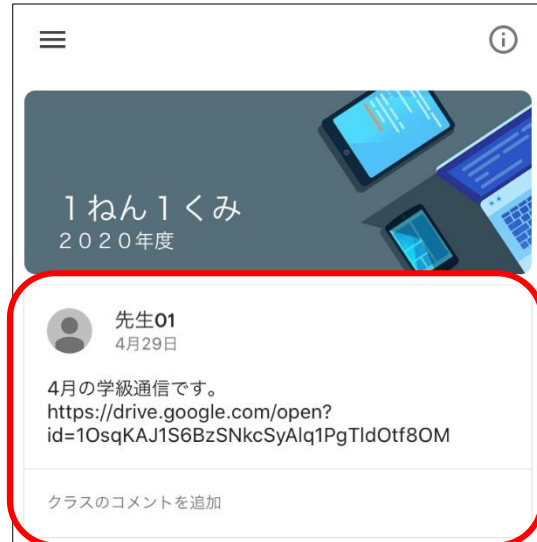 1ねん1くみ
2020年度
先生01
4月29日
4月の学級通信です。
https://drive.google.com/open?
id=1OsqKAJ1S6BzSNkcSyAlq1PgTldOtf8OM
クラスのコメントを追加